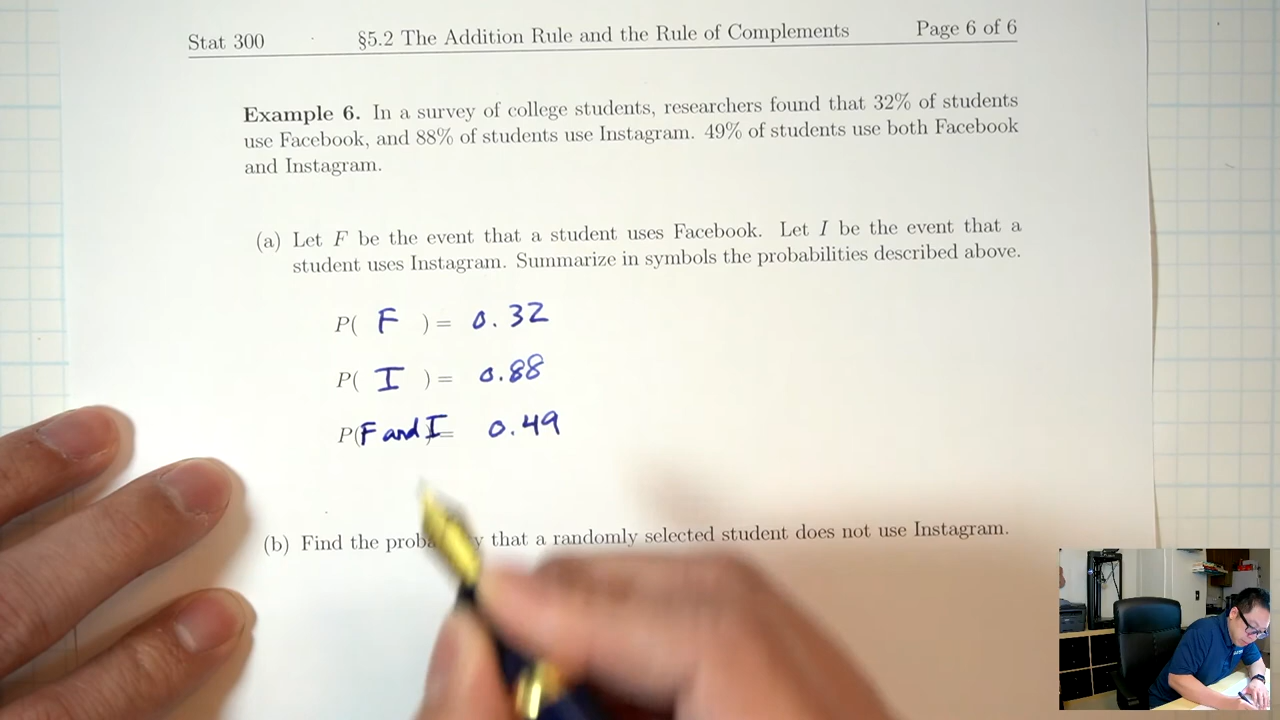 Stat 300 §5.2 The Addition Rule and the Rule of Complements Page 6 of 6
Example 6. In a survey of college students, researchers found that 32% of students
use Facebook, and 88% of students use Instagram. 49% of students use both Facebook
and Instagram.
(a) Let F be the event that a student uses Facebook. Let I be the event that a
student uses Instagram. Summarize in symbols the probabilities described above.
P( F ) = 0.32
P( I ) = 0.88
P(F and I) = 0.49
(b) Find the that a randomly selected student does not use Instagram.